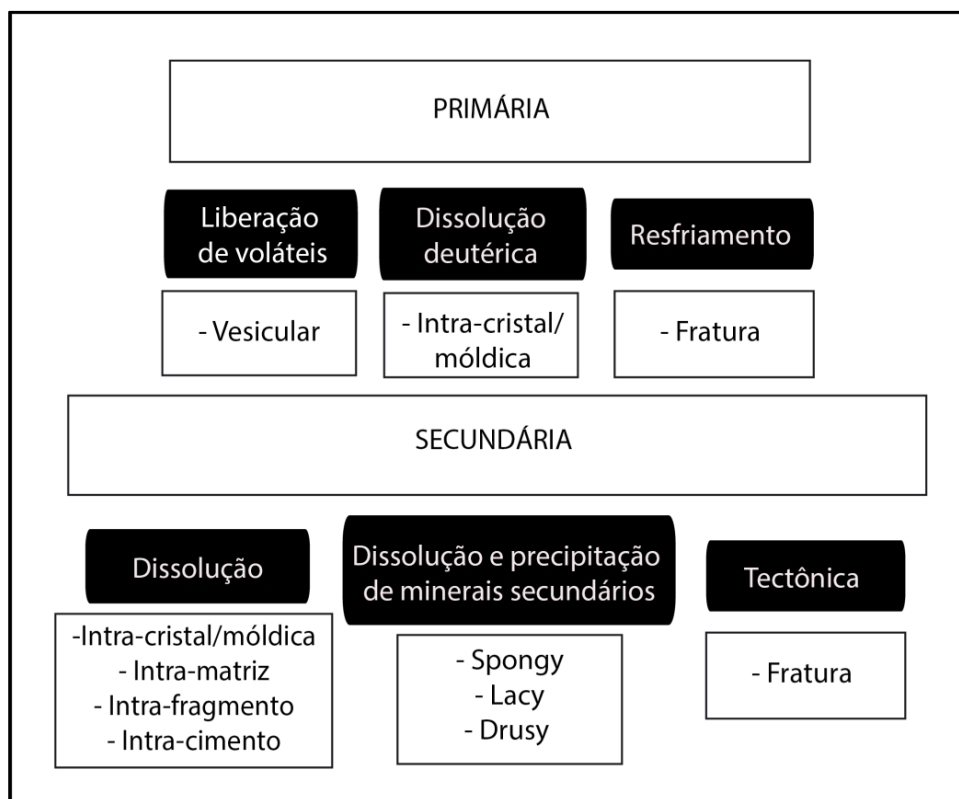 PRIMÁRIA
Liberação
de voláteis
Dissolução
deutérica
Resfriamento
- Vesicular
- Intra-cristal/
móldica
- Fratura
SECUNDÁRIA
Dissolução
Dissolução e precipitação
de minerais secundários
Tectônica
-Intra-cristal/móldica
- Intra-matriz
- Intra-fragmento
- Intra-cimento
- Spongy
- Lacy
- Drusy
- Fratura